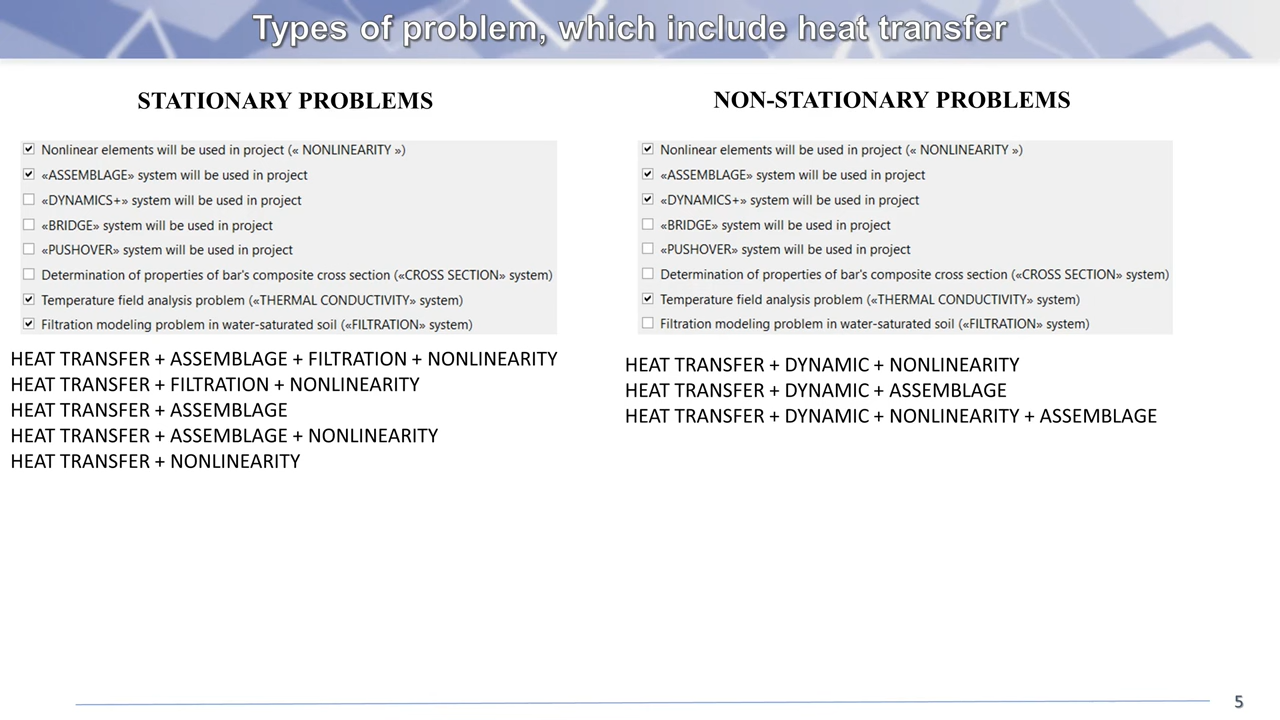 Types of problem, which include heat transfer
STATIONARY PROBLEMS
Nonlinear elements will be used in project (« NONLINEARITY »)
«ASSEMBLAGE» system will be used in project
«DYNAMICS+» system will be used in project
«BRIDGE» system will be used in project
«PUSHOVER» system will be used in project
Determination of properties of bar's composite cross section («CROSS SECTION» system)
Temperature field analysis problem («THERMAL CONDUCTIVITY» system)
Filtration modeling problem in water-saturated soil («FILTRATION» system)
HEAT TRANSFER + ASSEMBLAGE + FILTRATION + NONLINEARITY
HEAT TRANSFER + FILTRATION + NONLINEARITY
HEAT TRANSFER + ASSEMBLAGE
HEAT TRANSFER + ASSEMBLAGE + NONLINEARITY
HEAT TRANSFER + NONLINEARITY
NON-STATIONARY PROBLEMS
Nonlinear elements will be used in project (« NONLINEARITY »)
«ASSEMBLAGE» system will be used in project
«DYNAMICS+» system will be used in project
«BRIDGE» system will be used in project
«PUSHOVER» system will be used in project
Determination of properties of bar's composite cross section («CROSS SECTION» system)
Temperature field analysis problem («THERMAL CONDUCTIVITY» system)
Filtration modeling problem in water-saturated soil («FILTRATION» system)
HEAT TRANSFER + DYNAMIC + NONLINEARITY
HEAT TRANSFER + DYNAMIC + ASSEMBLAGE
HEAT TRANSFER + DYNAMIC + NONLINEARITY + ASSEMBLAGE
5